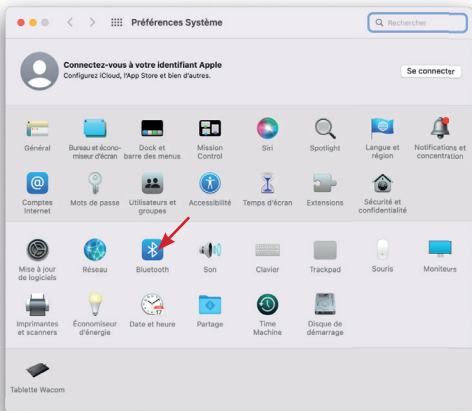 Préférences Système
Rechercher
Connectez-vous à votre identifiant Apple
Configurez iCloud, l'App Store et bien d'autres.
Se connecter
Général
Bureau et écono-
miseur d'écran
Dock et
barre des menus
Mission
Control
Siri
Spotlight
Langue et
région
Notifications et
concentration
Comptes
Internet
Mots de passe
Utilisateurs et
groupes
Accessibilité
Temps d'écran
Extensions
Sécurité et
confidentialité
Mise à jour
de logiciels
Réseau
Bluetooth
Son
Clavier
Trackpad
Souris
Moniteurs
Imprimantes
et scanners
Économiseur
d'énergie
Date et heure
Partage
Time
Machine
Disque de
démarrage
Tablette Wacom